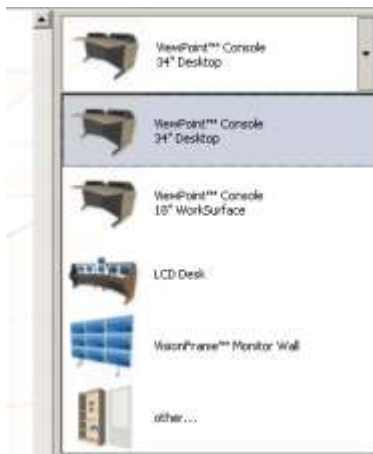 ViewPoint™ Console
34" Desktop
ViewPoint™ Console
34" Desktop
ViewPoint™ Console
18" WorkSurface
LCD Desk
VisionFrame™ Monitor Wall
other...